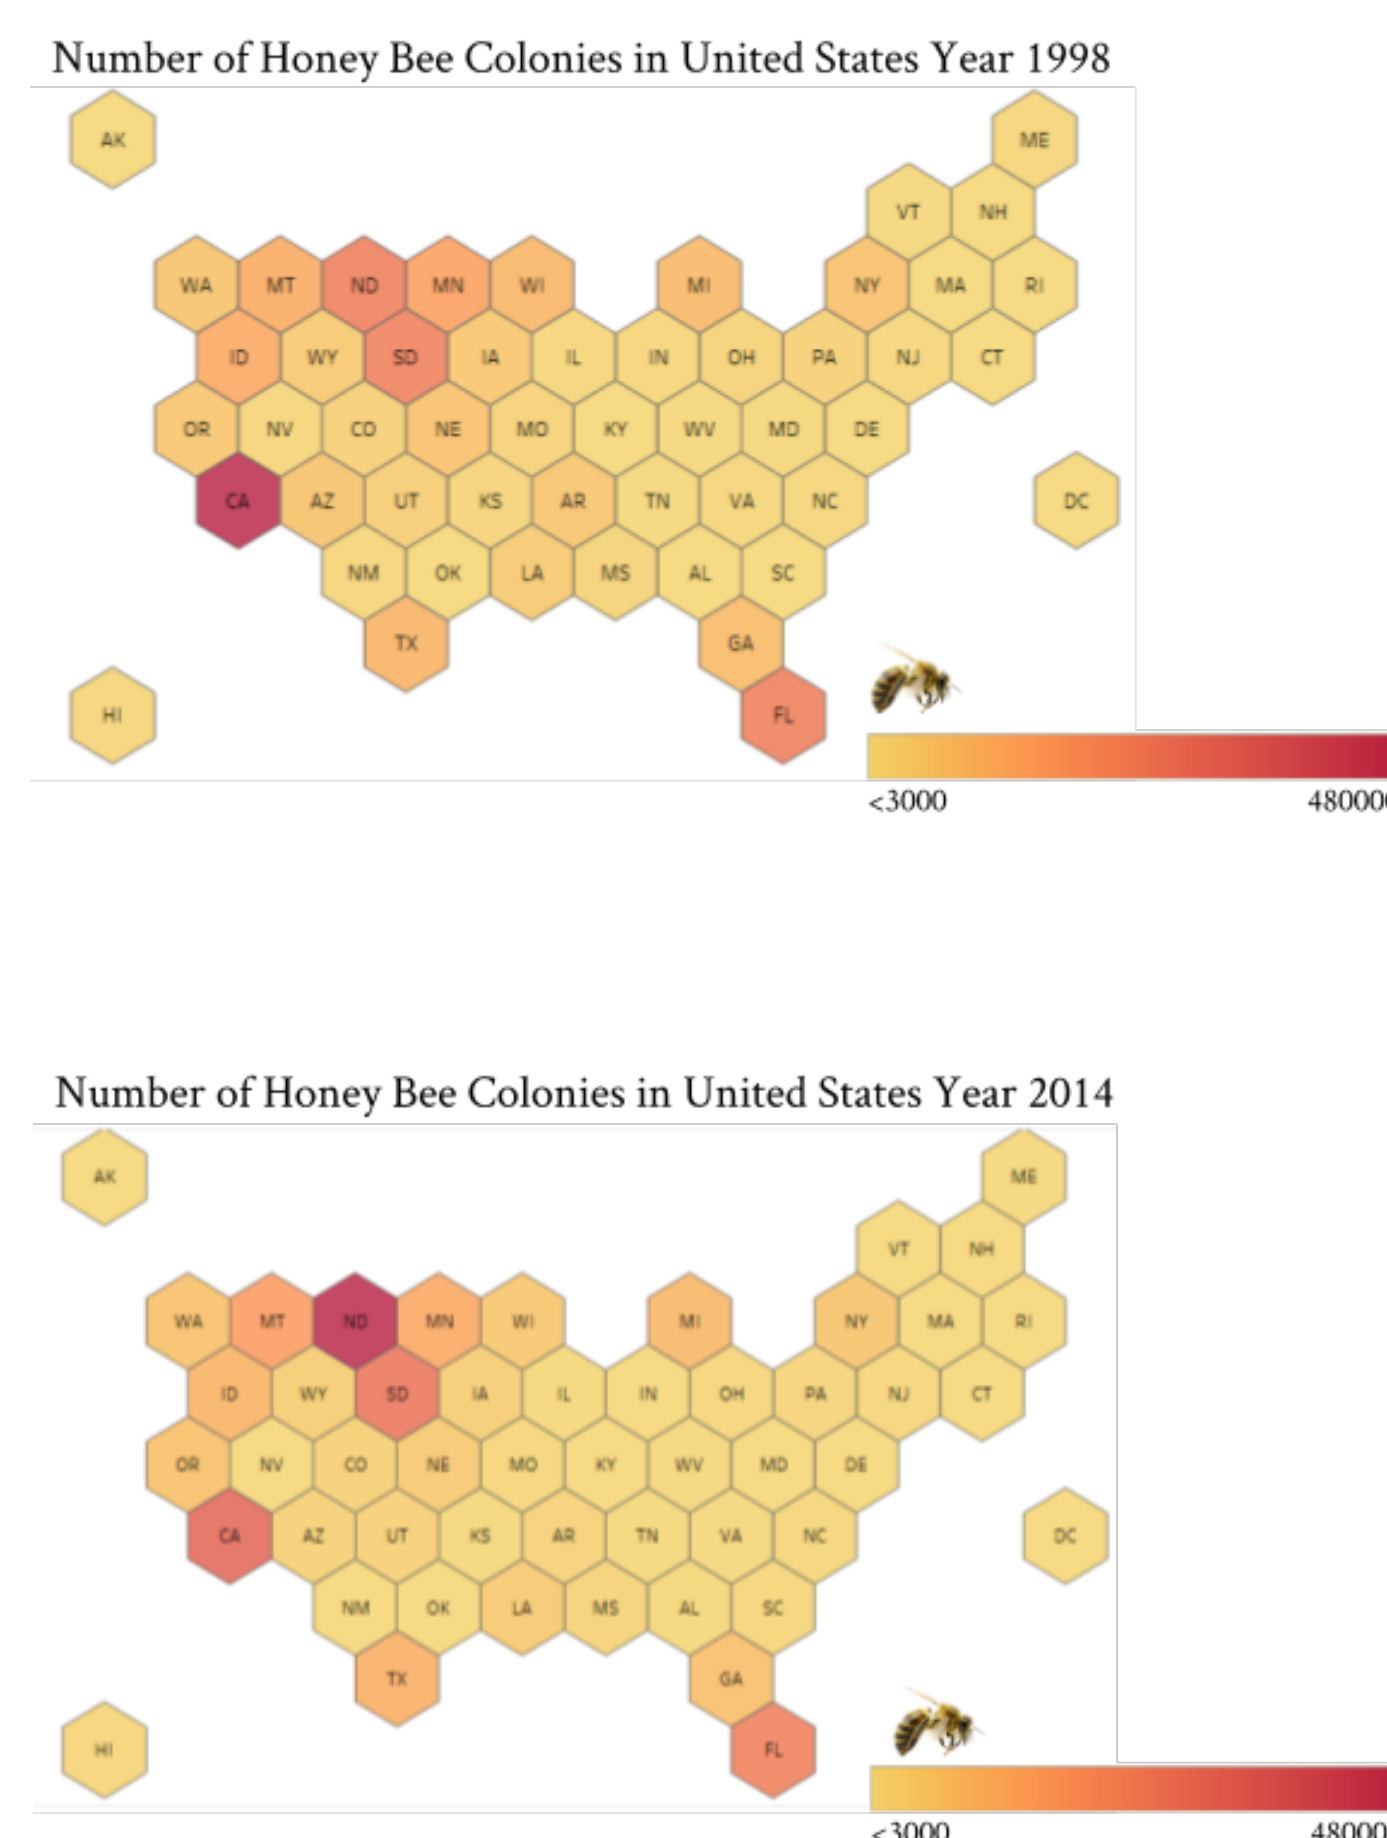 Number of Honey Bee Colonies in United States Year 1998
AK
ME
VT NH
WA MT ND MN WI MI NY MA RI
ID WY SD IA IL IN OH PA NJ CT
OR NV CO NE MO KY WV MD DE
CA AZ UT KS AR TN VA NC DC
NM OK LA MS AL SC
TX GA
HI FL
<3000 480000
Number of Honey Bee Colonies in United States Year 2014
AK ME
VT NH
WA MT ND MN WI MI NY MA RI
ID WY SD IA IL IN OH PA NJ CT
OR NV CO NE MO KY WV MD DE
CA AZ UT KS AR TN VA NC DC
NM OK LA MS AL SC
TX GA
HI FL
<3000 48000